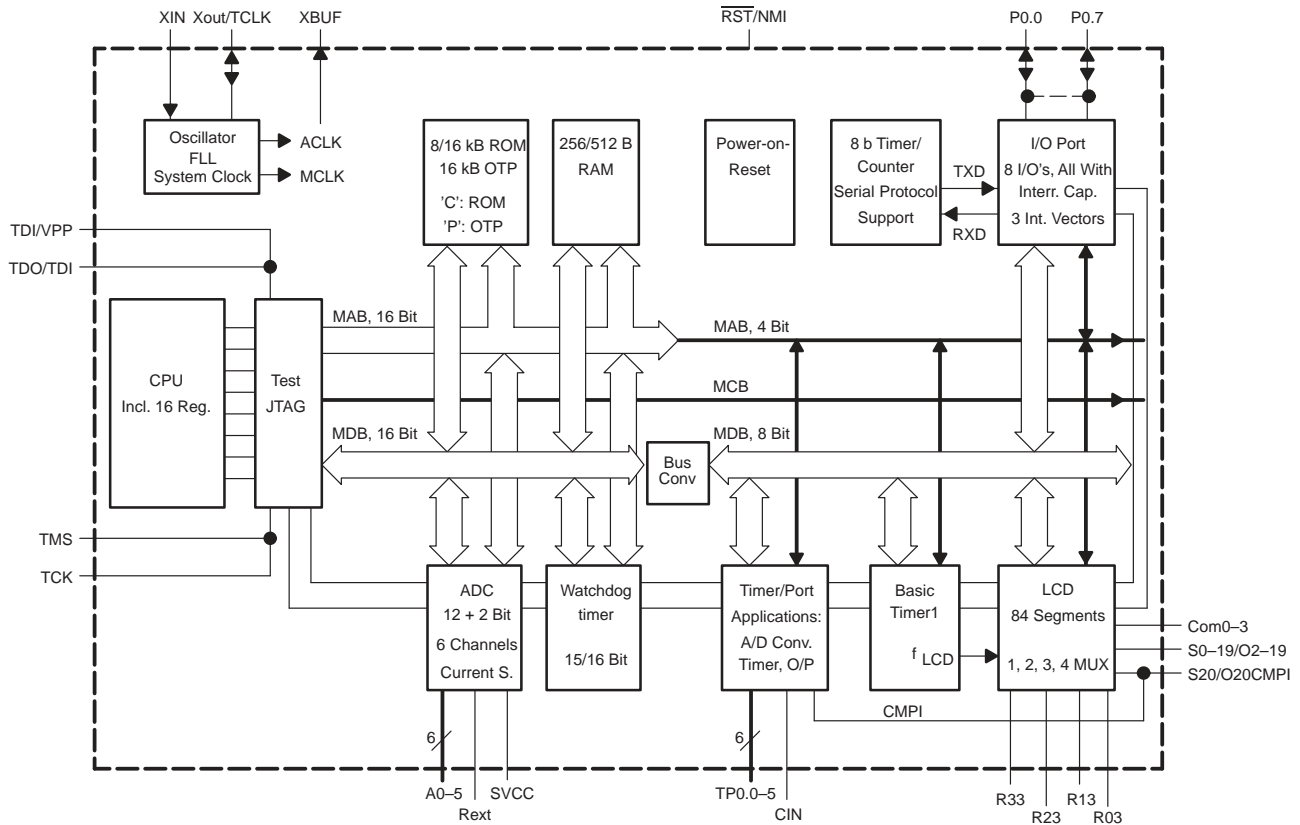 XIN
Xout/TCLK
XBUF
RST/NMI
P0.0
P0.7
Oscillator
FLL
System Clock
ACLK
MCLK
8/16 kB ROM
16 kB OTP
'C': ROM
'P': OTP
256/512 B
RAM
Power-on-
Reset
8 b Timer/
Counter
Serial Protocol
Support
TXD
RXD
I/O Port
8 I/O's, All With
Interr. Cap.
3 Int. Vectors
TDI/VPP
TDO/TDI
CPU
Incl. 16 Reg.
Test
JTAG
MAB, 16 Bit
MAB, 4 Bit
MCB
MDB, 16 Bit
MDB, 8 Bit
Bus
Conv
TMS
TCK
ADC
12 + 2 Bit
6 Channels
Current S.
Watchdog
timer
15/16 Bit
Timer/Port
Applications:
A/D Conv.
Timer, O/P
Basic
Timer1
f LCD
LCD
84 Segments
1, 2, 3, 4 MUX
Com0–3
S0–19/O2–19
S20/O20CMPI
CMPI
6
6
A0–5
Rext
SVCC
TP0.0–5
CIN
R33
R23
R13
R03